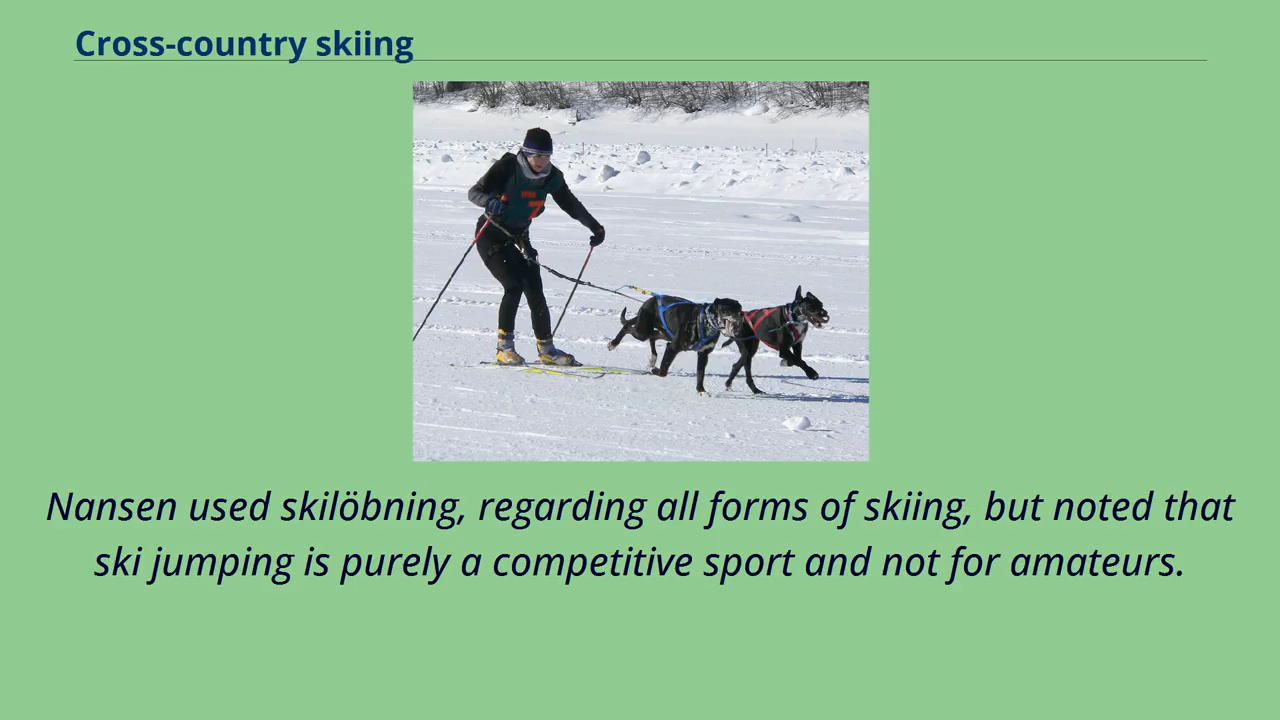 Cross-country skiing
7
Nansen used skilöbning, regarding all forms of skiing, but noted that
ski jumping is purely a competitive sport and not for amateurs.